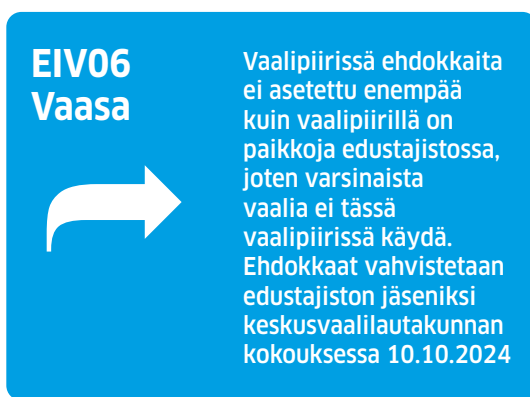 EIV06
Vaasa
Vaalipiirissä ehdokkaita
ei asetettu enempää
kuin vaalipiirillä on
paikkoja edustajistossa,
joten varsinaista
vaalia ei tässä
vaalipiirissä käydä.
Ehdokkaat vahvistetaan
edustajiston jäseniksi
keskusvaalilautakunnan
kokouksessa 10.10.2024